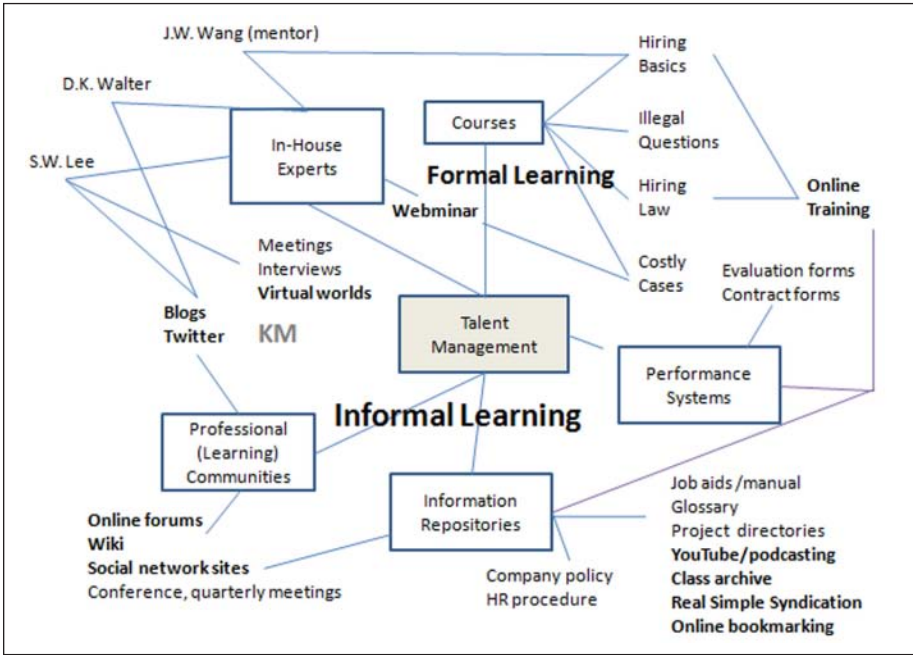 J.W. Wang (mentor)
D.K. Walter
S.W. Lee
In-House
Experts
Courses
Hiring
Basics
Illegal
Questions
Formal Learning
Hiring
Law
Online
Training
Webminar
Meetings
Interviews
Virtual worlds
Costly
Cases
Evaluation forms
Contract forms
Blogs
Twitter
KM
Talent
Management
Performance
Systems
Informal Learning
Professional
(Learning)
Communities
Information
Repositories
Job aids /manual
Glossary
Project directories
YouTube/podcasting
Class archive
Real Simple Syndication
Online bookmarking
Online forums
Wiki
Social network sites
Conference, quarterly meetings
Company policy
HR procedure